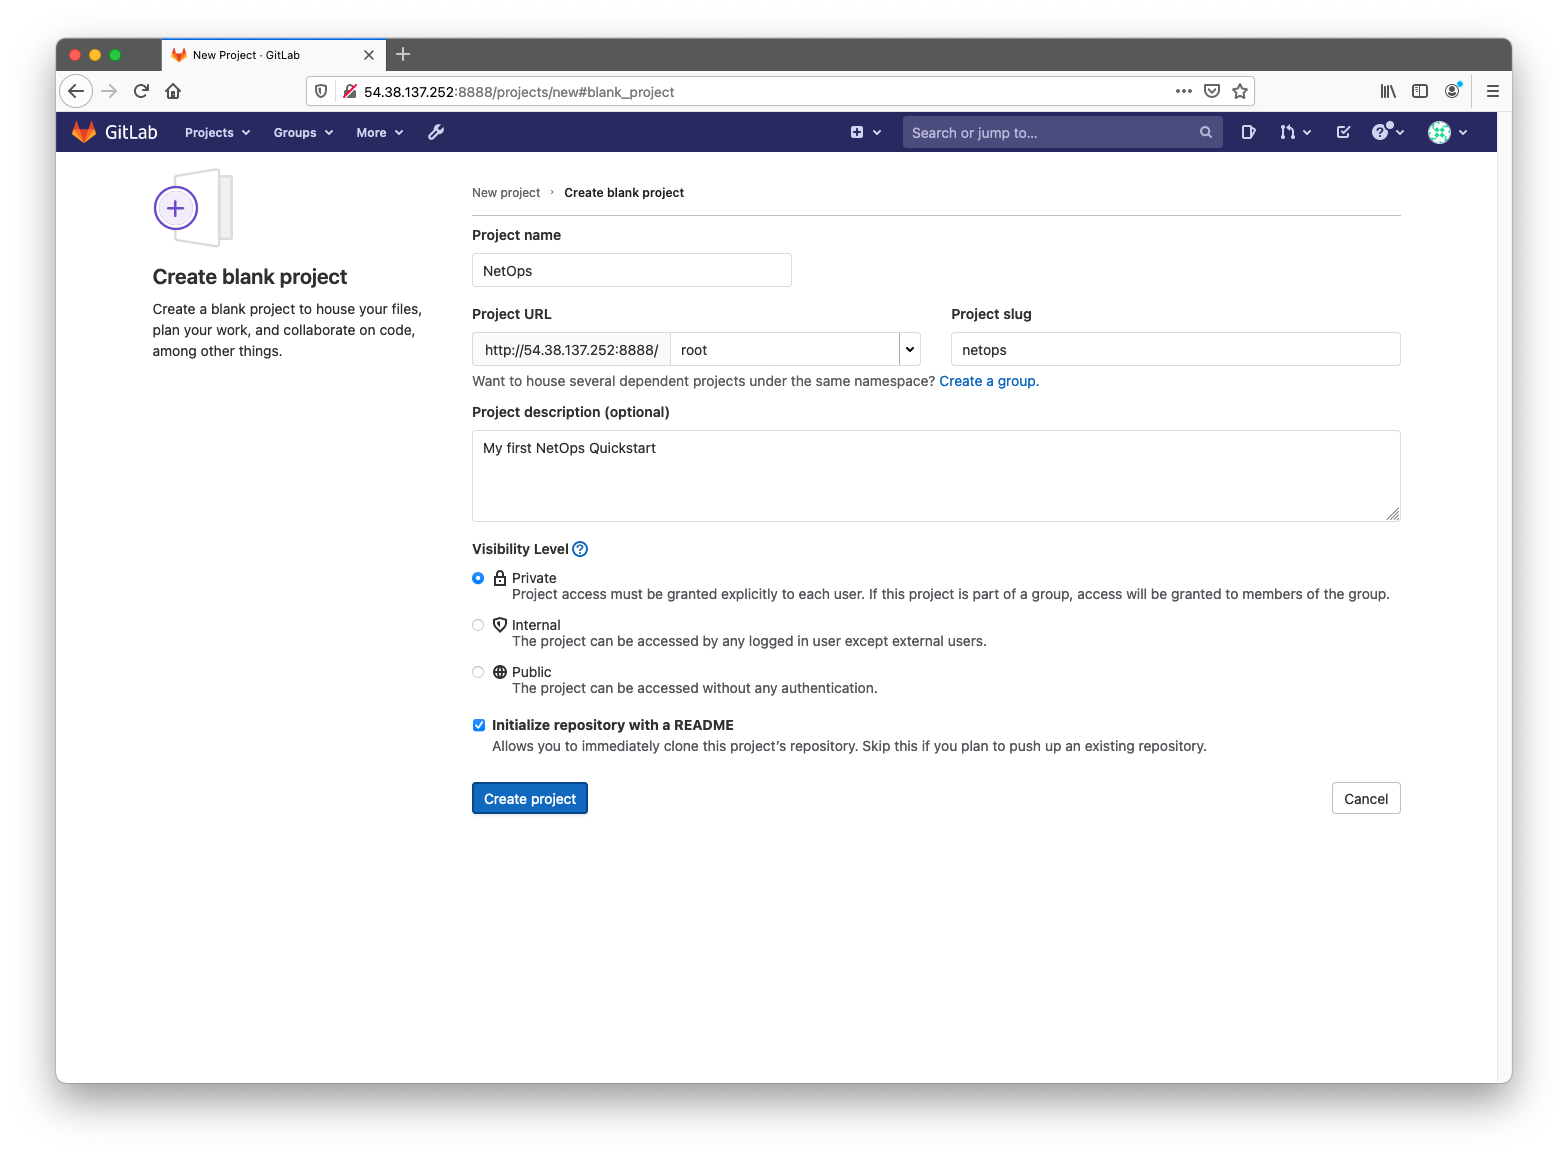 New Project · GitLab
54.38.137.252:8888/projects/new#blank_project
GitLab Projects Groups More Search or jump to...
New project › Create blank project
Create blank project
Create a blank project to house your files,
plan your work, and collaborate on code,
among other things.
Project name
NetOps
Project URL
http://54.38.137.252:8888/ root
Project slug
netops
Want to house several dependent projects under the same namespace? Create a group.
Project description (optional)
My first NetOps Quickstart
Visibility Level
Private
Project access must be granted explicitly to each user. If this project is part of a group, access will be granted to members of the group.
Internal
The project can be accessed by any logged in user except external users.
Public
The project can be accessed without any authentication.
Initialize repository with a README
Allows you to immediately clone this project's repository. Skip this if you plan to push up an existing repository.
Create project
Cancel